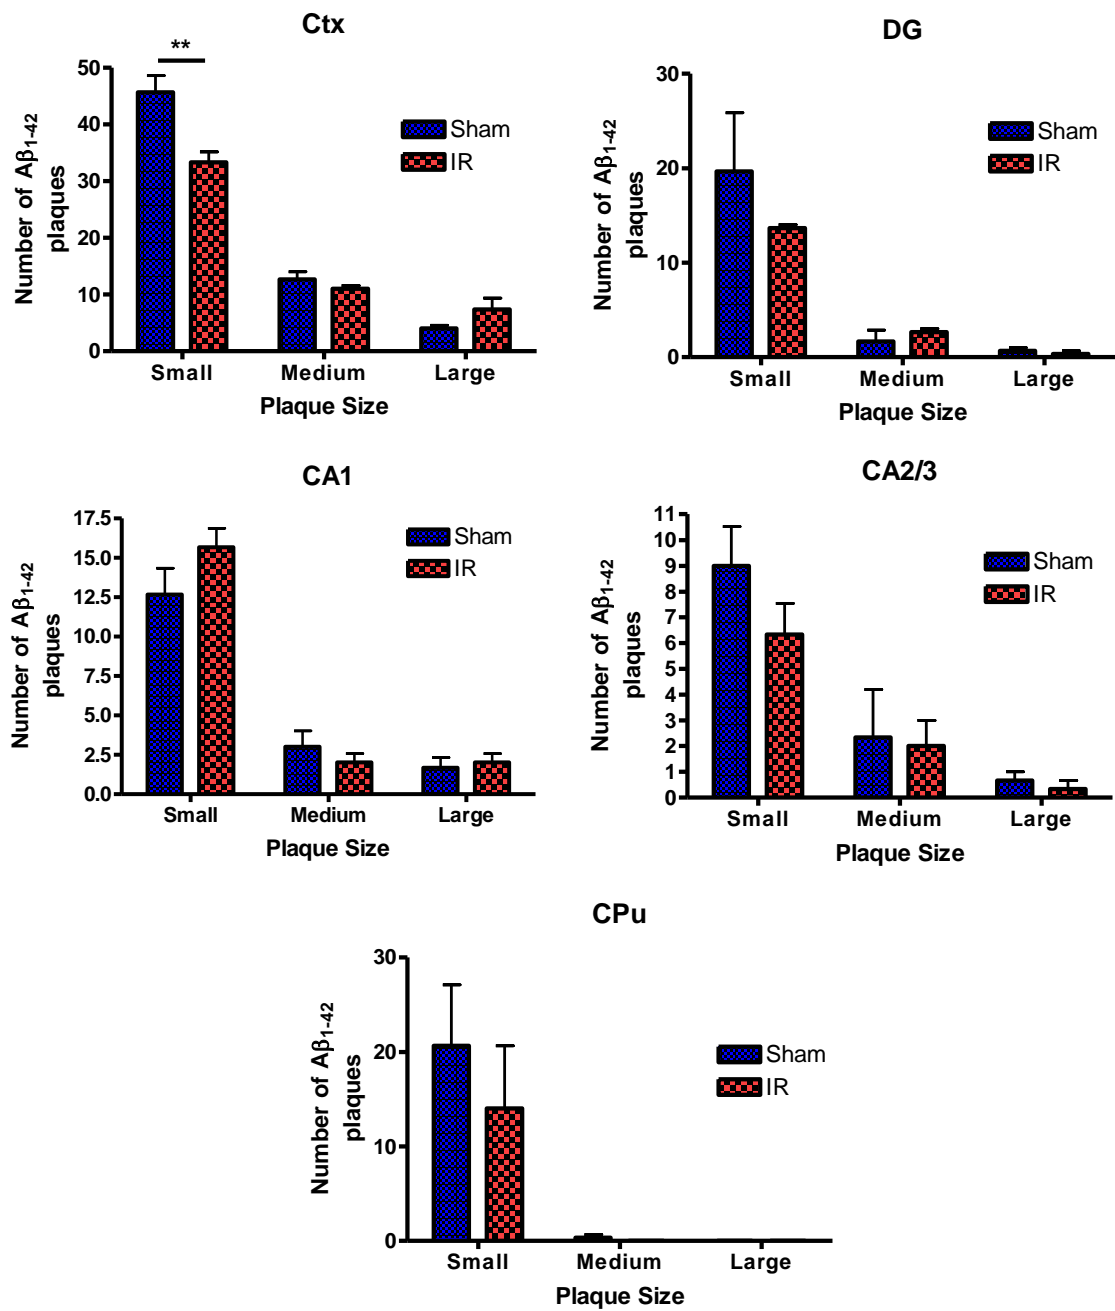 Ctx
**
Number of Aβ1-42
plaques
50
40
30
20
10
0
Sham
IR
Small Medium Large
Plaque Size
DG
Number of Aβ1-42
plaques
30
20
10
0
Sham
IR
Small Medium Large
Plaque Size
CA1
Number of Aβ1-42
plaques
17.5
15.0
12.5
10.0
7.5
5.0
2.5
0.0
Sham
IR
Small Medium Large
Plaque Size
CA2/3
Number of Aβ1-42
plaques
11
10
9
8
7
6
5
4
3
2
1
0
Sham
IR
Small Medium Large
Plaque Size
CPu
Number of Aβ1-42
plaques
30
20
10
0
Sham
IR
Small Medium Large
Plaque Size